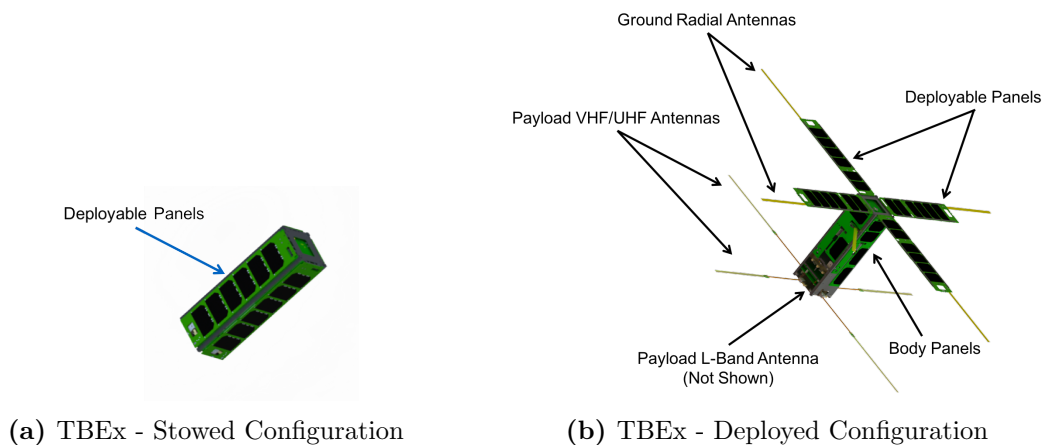 Deployable Panels
(a) TBEx - Stowed Configuration
Ground Radial Antennas
Payload VHF/UHF Antennas
Deployable Panels
Payload L-Band Antenna
(Not Shown)
Body Panels
(b) TBEx - Deployed Configuration